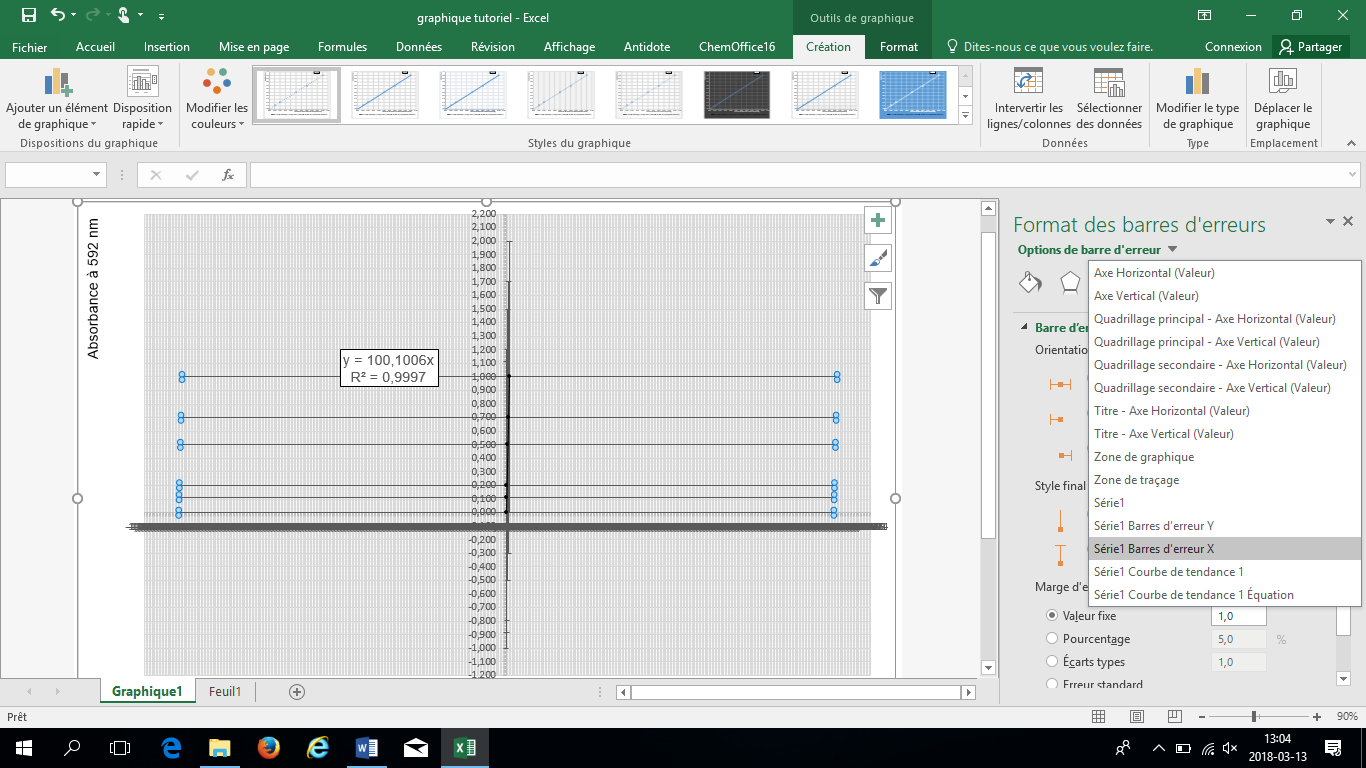 graphique tutoriel - Excel
Outils de graphique
Fichier
Accueil
Insertion
Mise en page
Formules
Données
Révision
Affichage
Antidote
ChemOffice16
Création
Format
Dites-nous ce que vous voulez faire.
Connexion
Partager
Ajouter un élément
de graphique
Disposition
rapide
Modifier les
couleurs
Intervertir les
lignes/colonnes
Sélectionner
des données
Modifier le type
de graphique
Déplacer le
graphique
Dispositions du graphique
Styles du graphique
Données
Type
Emplacement
fx
Absorbance à 592 nm
2,200
2,100
2,000
1,900
1,800
1,700
1,600
1,500
1,400
1,300
1,200
1,100
1,000
0,900
0,800
0,700
0,600
0,500
0,400
0,300
0,200
0,100
0,000
-0,200
-0,300
-0,400
-0,500
-0,600
-0,700
-0,800
-0,900
-1,000
-1,100
-1,200
y = 100,1006x
R² = 0,9997
Format des barres d'erreurs
Options de barre d'erreur
Barre d'er
Orientatio
Style final
Marge d'e
Axe Horizontal (Valeur)
Axe Vertical (Valeur)
Quadrillage principal - Axe Horizontal (Valeur)
Quadrillage principal - Axe Vertical (Valeur)
Quadrillage secondaire - Axe Horizontal (Valeur)
Quadrillage secondaire - Axe Vertical (Valeur)
Titre - Axe Horizontal (Valeur)
Titre - Axe Vertical (Valeur)
Zone de graphique
Zone de traçage
Série1
Série1 Barres d'erreur Y
Série1 Barres d'erreur X
Série1 Courbe de tendance 1
Série1 Courbe de tendance 1 Équation
Valeur fixe
1,0
Pourcentage
5,0
%
Écarts types
1,0
Erreur standard
Graphique1
Feuil1
Prêt
90%
13:04
2018-03-13